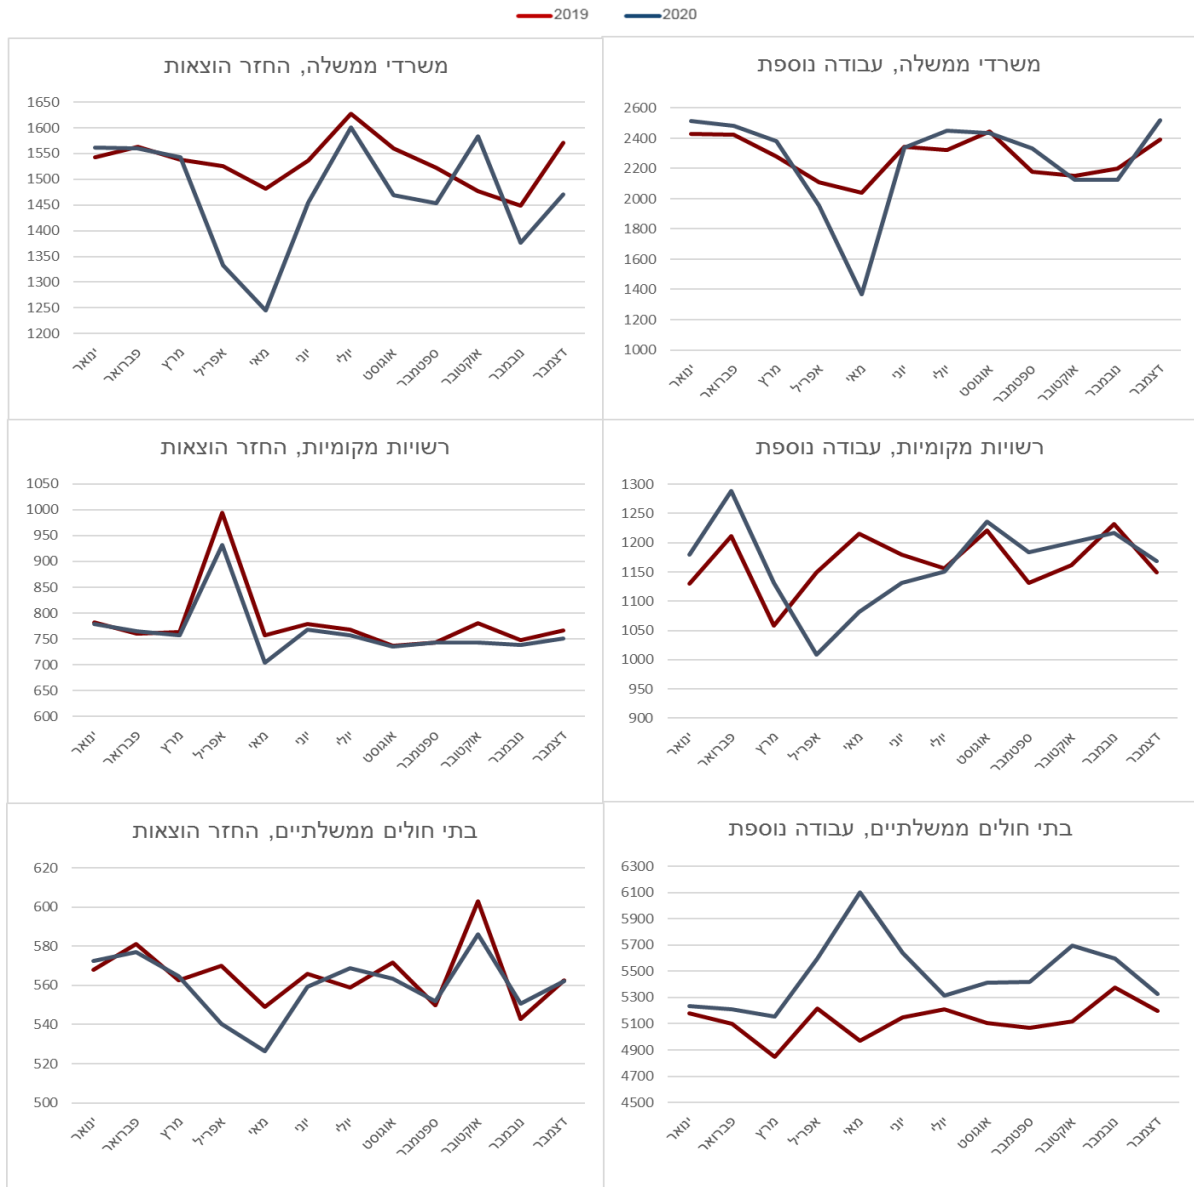 2019 2020
משרדי ממשלה, עבודה נוספת
2600
2400
2200
2000
1800
1600
1400
1200
1000
ינואר
פברואר
מרץ
אפריל
מאי
יוני
יולי
אוגוסט
ספטמבר
אוקטובר
נובמבר
דצמבר
משרדי ממשלה, החזר הוצאות
1650
1600
1550
1500
1450
1400
1350
1300
1250
1200
ינואר
פברואר
מרץ
אפריל
מאי
יוני
יולי
אוגוסט
ספטמבר
אוקטובר
נובמבר
דצמבר
רשויות מקומיות, עבודה נוספת
1300
1250
1200
1150
1100
1050
1000
950
900
ינואר
פברואר
מרץ
אפריל
מאי
יוני
יולי
אוגוסט
ספטמבר
אוקטובר
נובמבר
דצמבר
רשויות מקומיות, החזר הוצאות
1050
1000
950
900
850
800
750
700
650
600
ינואר
פברואר
מרץ
אפריל
מאי
יוני
יולי
אוגוסט
ספטמבר
אוקטובר
נובמבר
דצמבר
בתי חולים ממשלתיים, עבודה נוספת
6300
6100
5900
5700
5500
5300
5100
4900
4700
4500
ינואר
פברואר
מרץ
אפריל
מאי
יוני
יולי
אוגוסט
ספטמבר
אוקטובר
נובמבר
דצמבר
בתי חולים ממשלתיים, החזר הוצאות
620
600
580
560
540
520
500
ינואר
פברואר
מרץ
אפריל
מאי
יוני
יולי
אוגוסט
ספטמבר
אוקטובר
נובמבר
דצמבר